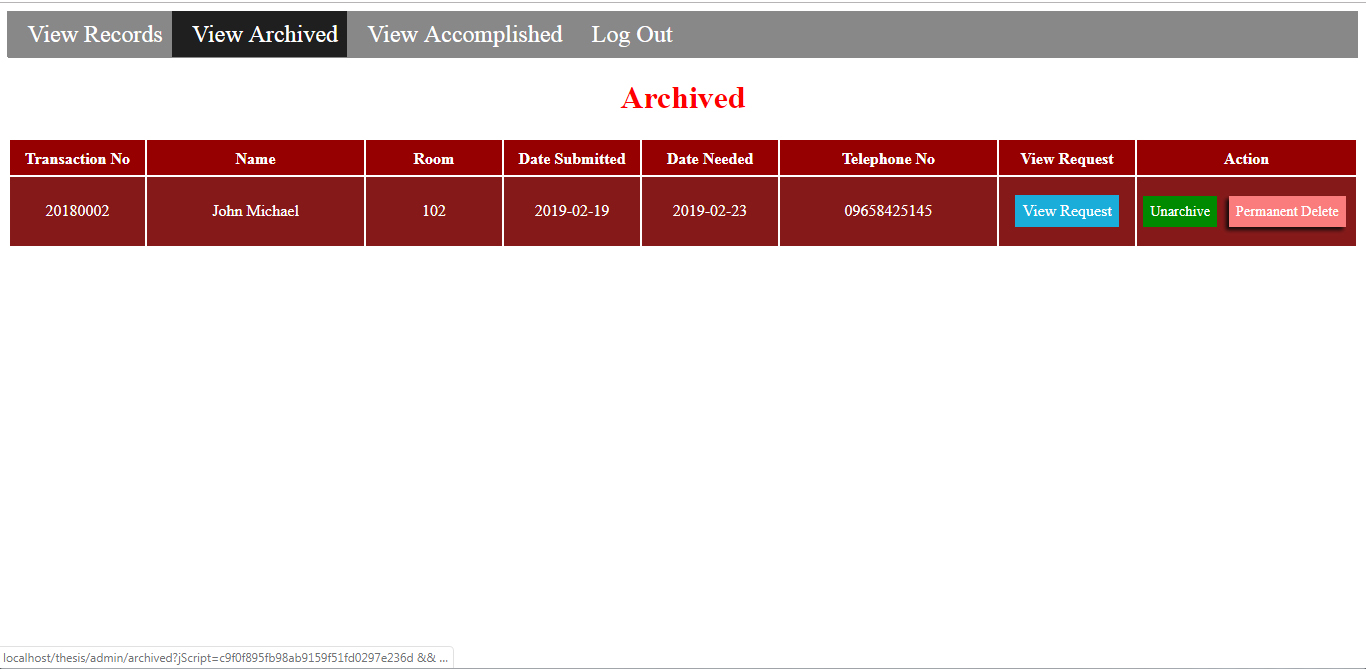 View Records View Archived View Accomplished Log Out
Archived
Transaction No Name Room Date Submitted Date Needed Telephone No View Request Action
20180002 John Michael 102 2019-02-19 2019-02-23 09658425145 View Request Unarchive Permanent Delete
localhost/thesis/admin/archived?jScript=c9f0f895fb98ab9159f51fd0297e236d && ...